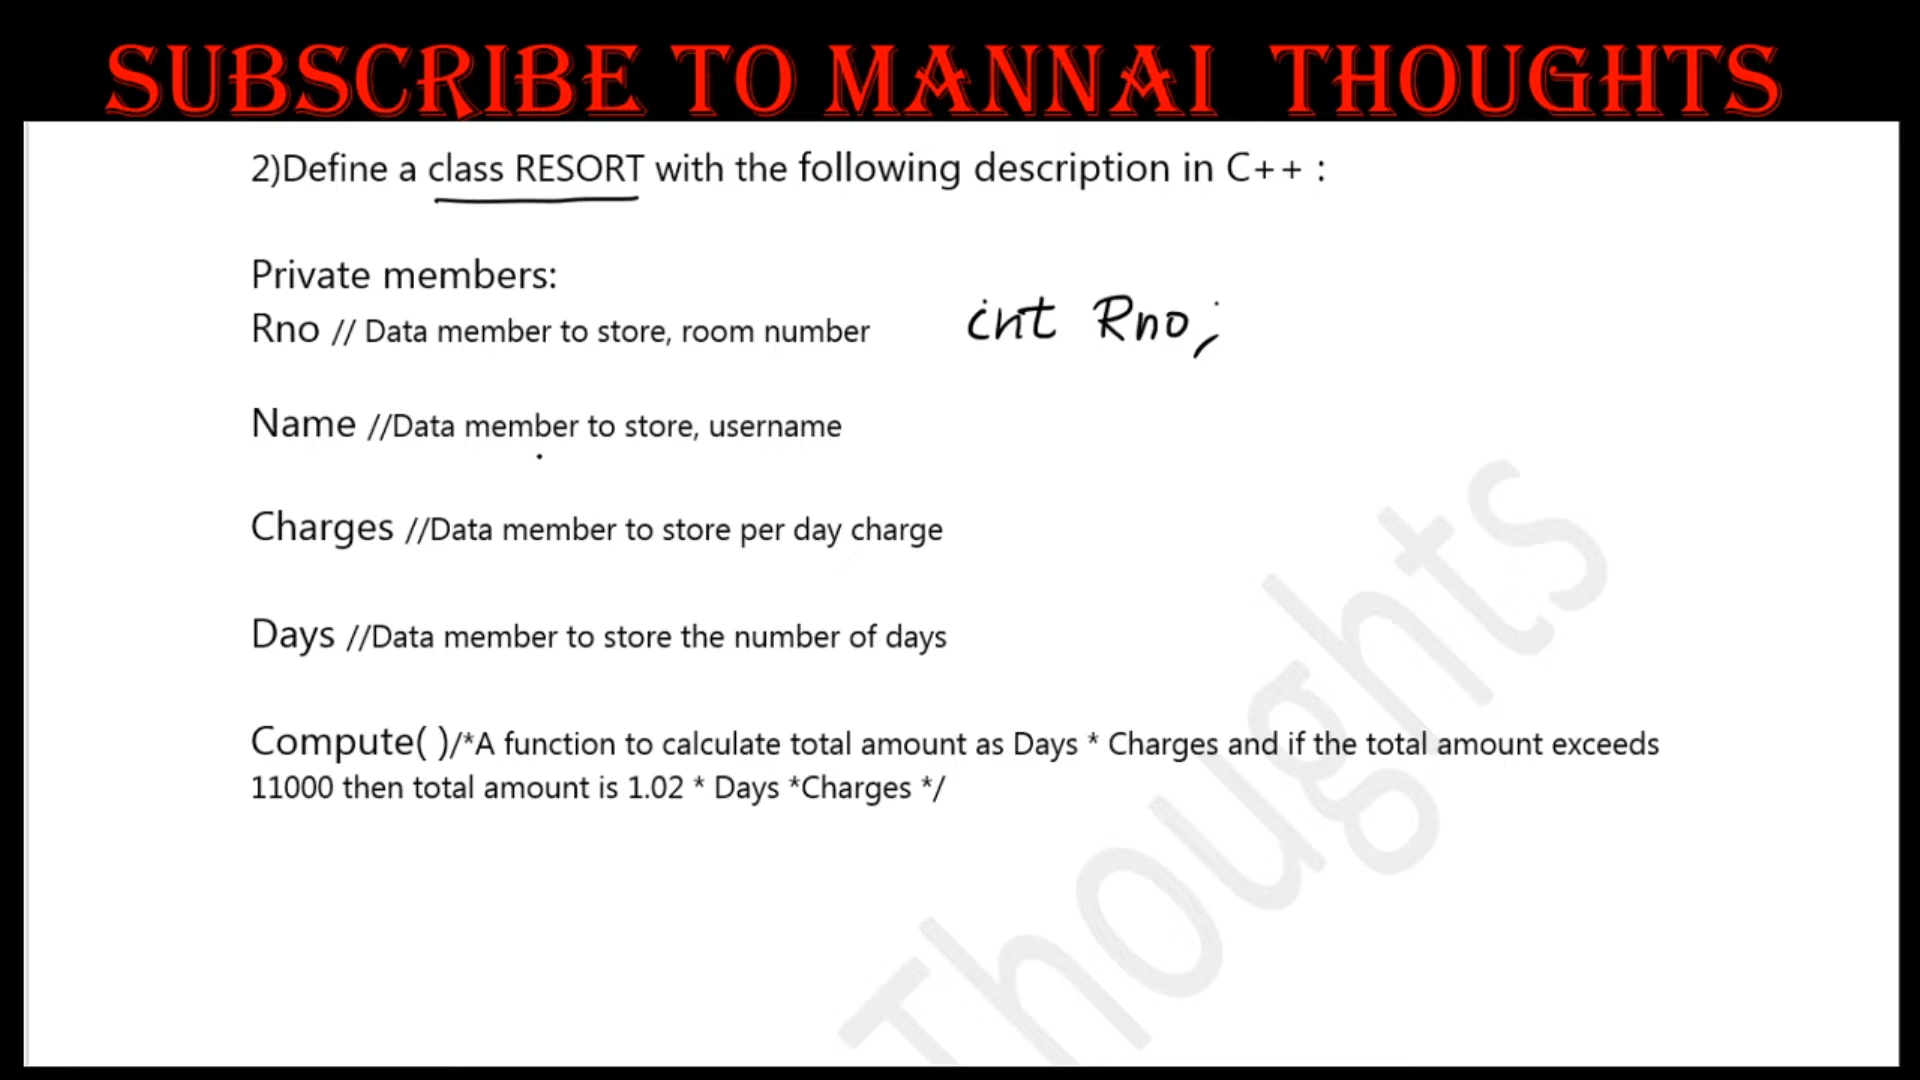 SUBSCRIBE TO MANNAI THOUGHTS
2)Define a class RESORT with the following description in C++ :
Private members:
Rno // Data member to store, room number
int Rno;
Name //Data member to store, username
Charges //Data member to store per day charge
Days //Data member to store the number of days
Compute( )/*A function to calculate total amount as Days * Charges and if the total amount exceeds
11000 then total amount is 1.02 * Days *Charges */
Thoughts